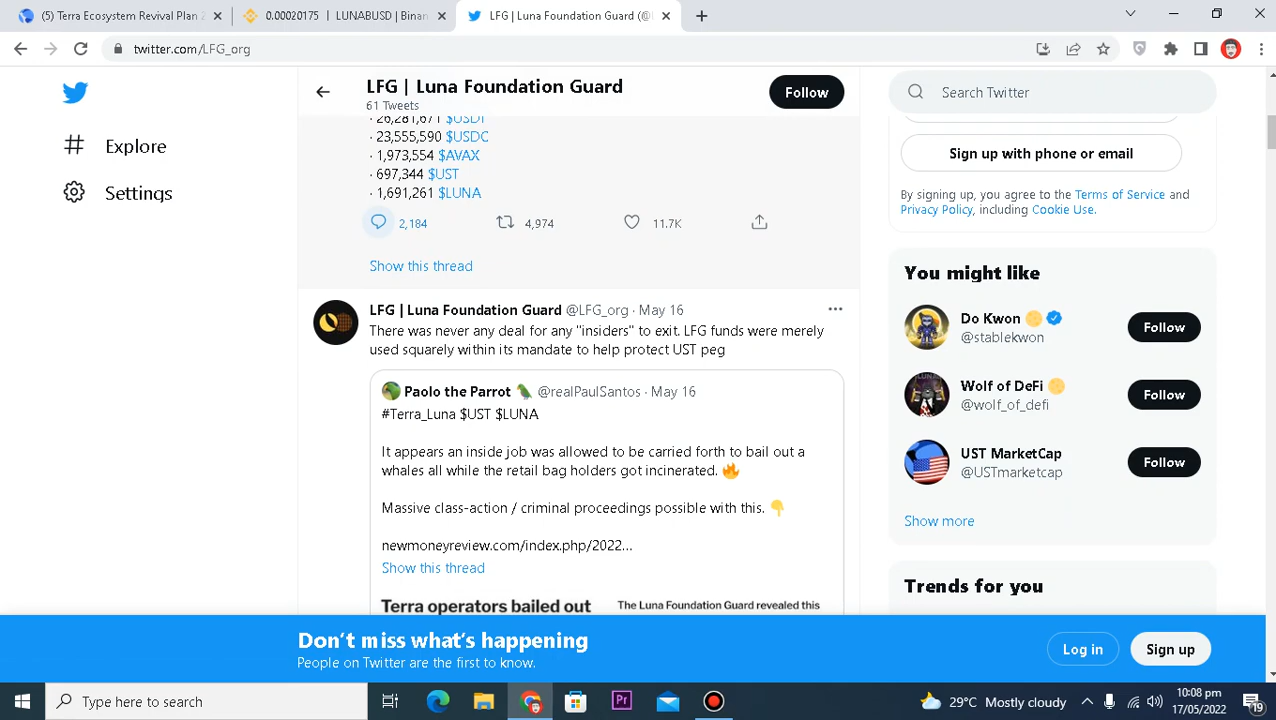 (5) Terra Ecosystem Revival Plan 2
0.00020175 | LUNABUSD | Binan
LFG | Luna Foundation Guard (@
twitter.com/LFG_org
LFG | Luna Foundation Guard
61 Tweets
Follow
Search Twitter
Explore
Settings
· 26,281,671 $USDT
· 23,555,590 $USDC
· 1,973,554 $AVAX
· 697,344 $UST
· 1,691,261 $LUNA
2,184
4,974
11.7K
Show this thread
LFG | Luna Foundation Guard @LFG_org · May 16
There was never any deal for any "insiders" to exit. LFG funds were merely
used squarely within its mandate to help protect UST peg
Paolo the Parrot @realPaulSantos · May 16
#Terra_Luna $UST $LUNA
It appears an inside job was allowed to be carried forth to bail out a
whales all while the retail bag holders got incinerated.
Massive class-action / criminal proceedings possible with this.
newmoneyreview.com/index.php/2022...
Show this thread
Terra operators bailed out
The Luna Foundation Guard revealed this
Sign up with phone or email
By signing up, you agree to the Terms of Service and
Privacy Policy, including Cookie Use.
You might like
Do Kwon
@stablekwon
Follow
Wolf of DeFi
@wolf_of_defi
Follow
UST MarketCap
@USTmarketcap
Follow
Show more
Trends for you
Don't miss what's happening
People on Twitter are the first to know.
Log in
Sign up
Type here to search
Pr
29°C Mostly cloudy
10:08 pm
17/05/2022
19